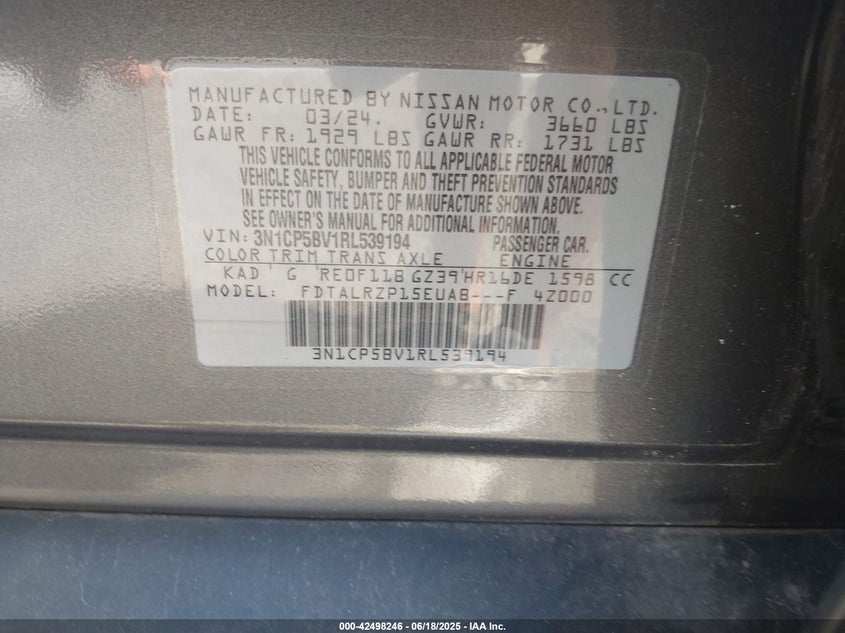 MANUFACTURED BY NISSAN MOTOR CO.,LTD.
DATE: 03/24. GVWR: 3660 LBS
GAWR FR: 1929 LBS GAWR RR: 1731 LBS
THIS VEHICLE CONFORMS TO ALL APPLICABLE FEDERAL MOTOR
VEHICLE SAFETY, BUMPER AND THEFT PREVENTION STANDARDS
IN EFFECT ON THE DATE OF MANUFACTURE SHOWN ABOVE.
SEE OWNER'S MANUAL FOR ADDITIONAL INFORMATION.
VIN: 3N1CP5BV1RL539194 PASSENGER CAR.
COLOR TRIM TRANS AXLE ENGINE
KAD G RE0F11B GZ39 HR16DE 1598 CC
MODEL: FDTALRZP15EUAB---F 4Z000
3N1CP5BV1RL539194
000-42498246 - 06/18/2025 - IAA Inc.